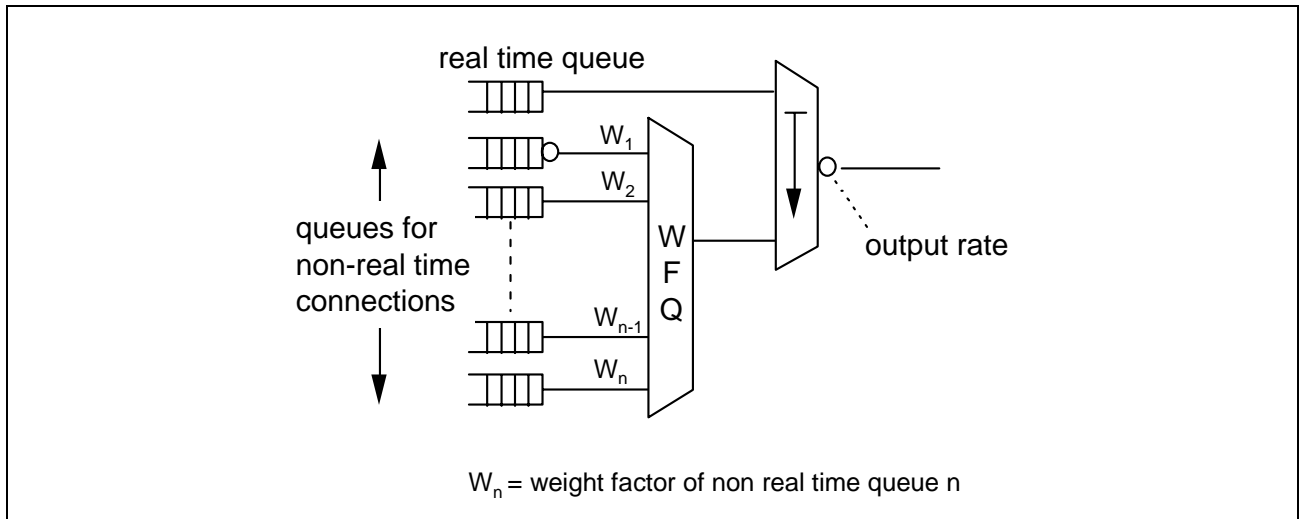 real time queue
W1
W2
queues for
non-real time
connections
W
F
Q
output rate
Wn-1
Wn
Wn = weight factor of non real time queue n